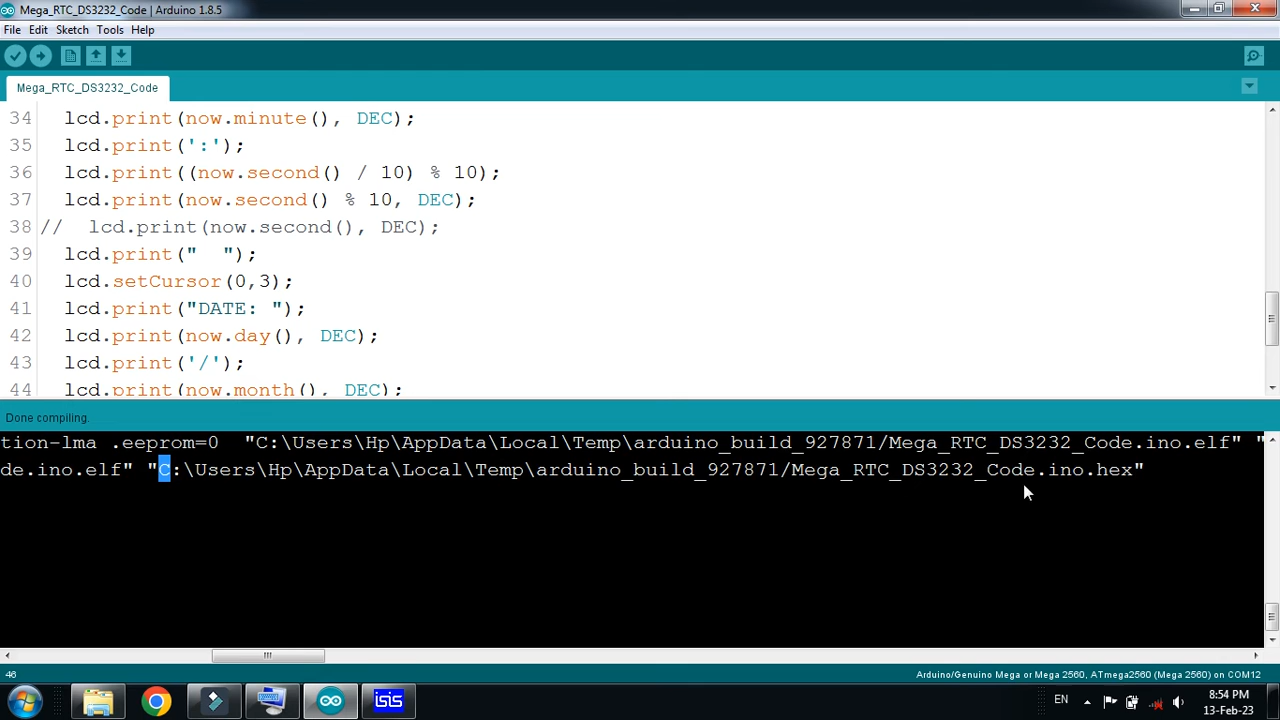 Mega_RTC_DS3232_Code | Arduino 1.8.5
File Edit Sketch Tools Help
Mega_RTC_DS3232_Code
34 lcd.print(now.minute(), DEC);
35 lcd.print(':');
36 lcd.print((now.second() / 10) % 10);
37 lcd.print(now.second() % 10, DEC);
38 // lcd.print(now.second(), DEC);
39 lcd.print("  ");
40 lcd.setCursor(0,3);
41 lcd.print("DATE: ");
42 lcd.print(now.day(), DEC);
43 lcd.print('/');
44 lcd.print(now.month(), DEC);
Done compiling.
tion-lma .eeprom=0  "C:\Users\Hp\AppData\Local\Temp\arduino_build_927871/Mega_RTC_DS3232_Code.ino.elf" "
de.ino.elf" "C:\Users\Hp\AppData\Local\Temp\arduino_build_927871/Mega_RTC_DS3232_Code.ino.hex"
46 Arduino/Genuino Mega or Mega 2560, ATmega2560 (Mega 2560) on COM12
isis EN 8:54 PM
13-Feb-23